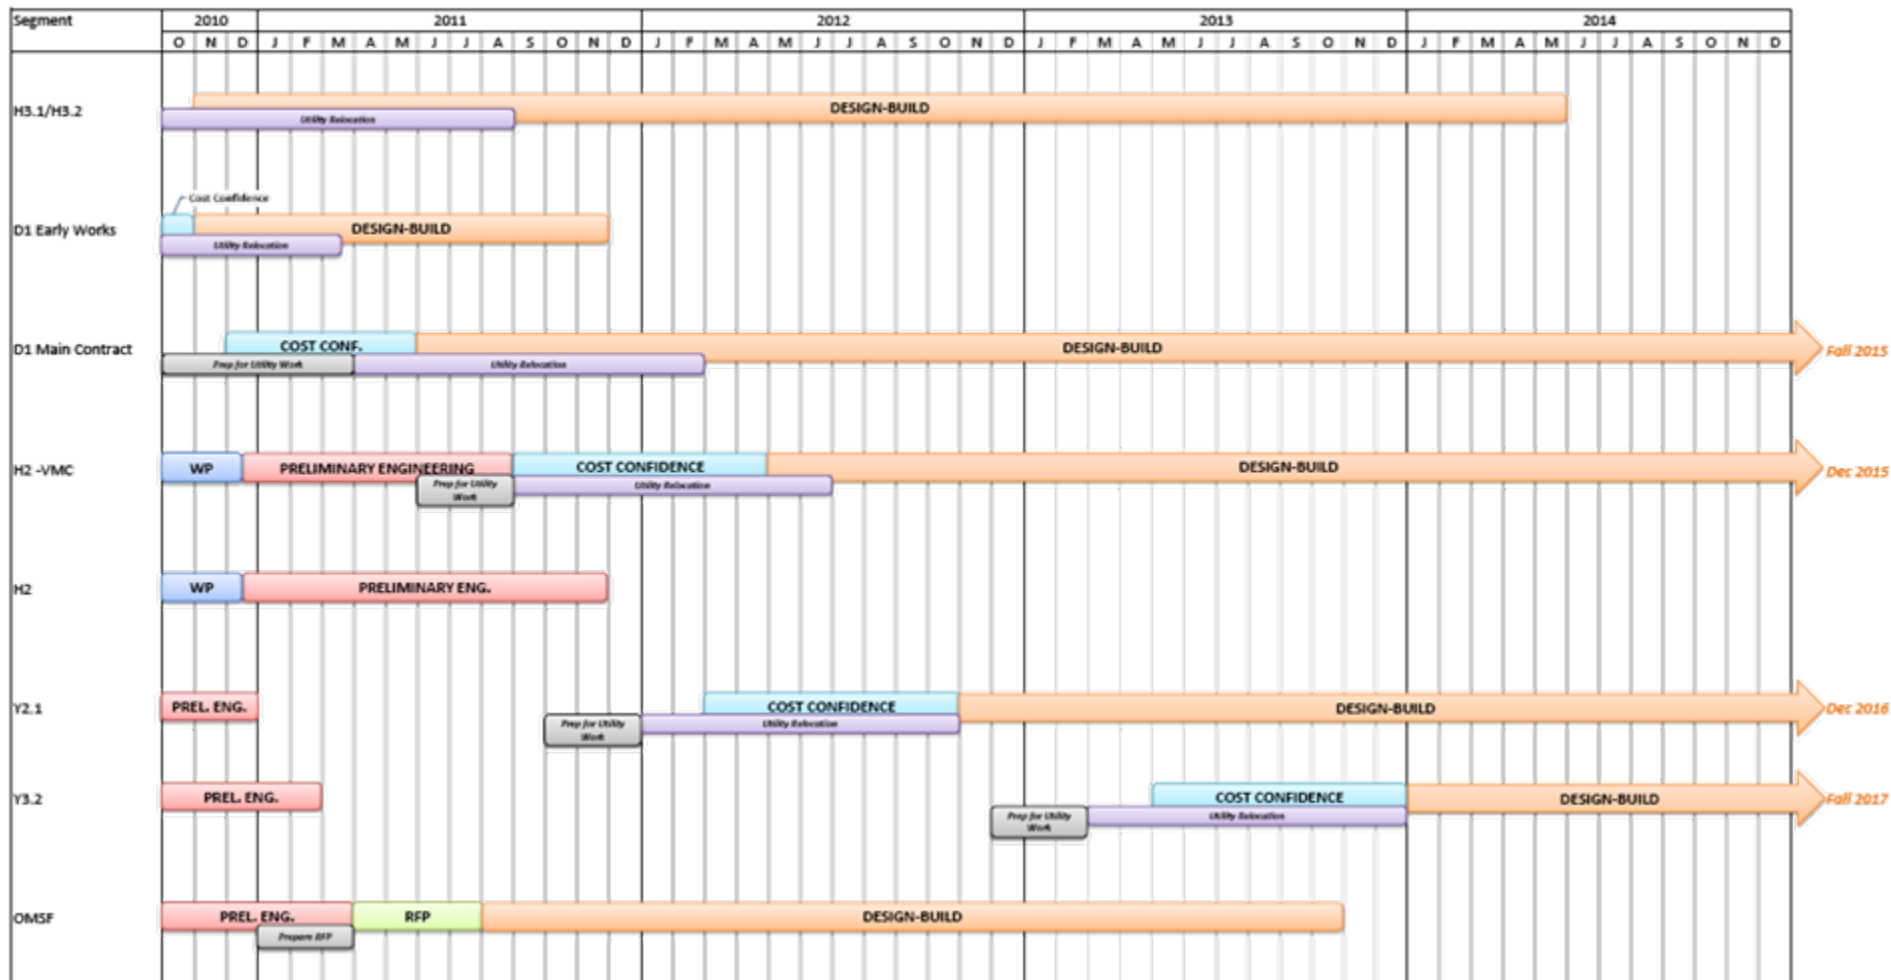 Segment 2010 2011 2012 2013 2014
O N D J F M A M J J A S O N D J F M A M J J A S O N D J F M A M J J A S O N D J F M A M J J A S O N D
H3.1/H3.2 DESIGN-BUILD
Utility Relocation
Cost Confidence
D1 Early Works DESIGN-BUILD
Utility Relocation
D1 Main Contract COST CONF. DESIGN-BUILD Fall 2015
Prep for Utility Work Utility Relocation
H2 -VMC WP PRELIMINARY ENGINEERING COST CONFIDENCE DESIGN-BUILD Dec 2015
Prep for Utility Utility Relocation
Work
H2 WP PRELIMINARY ENG.
Y2.1 PREL. ENG. COST CONFIDENCE DESIGN-BUILD Dec 2016
Prep for Utility Utility Relocation
Work
Y3.2 PREL. ENG. COST CONFIDENCE DESIGN-BUILD Fall 2017
Prep for Utility Utility Relocation
Work
OMSF PREL. ENG. RFP DESIGN-BUILD
Prepare RFP